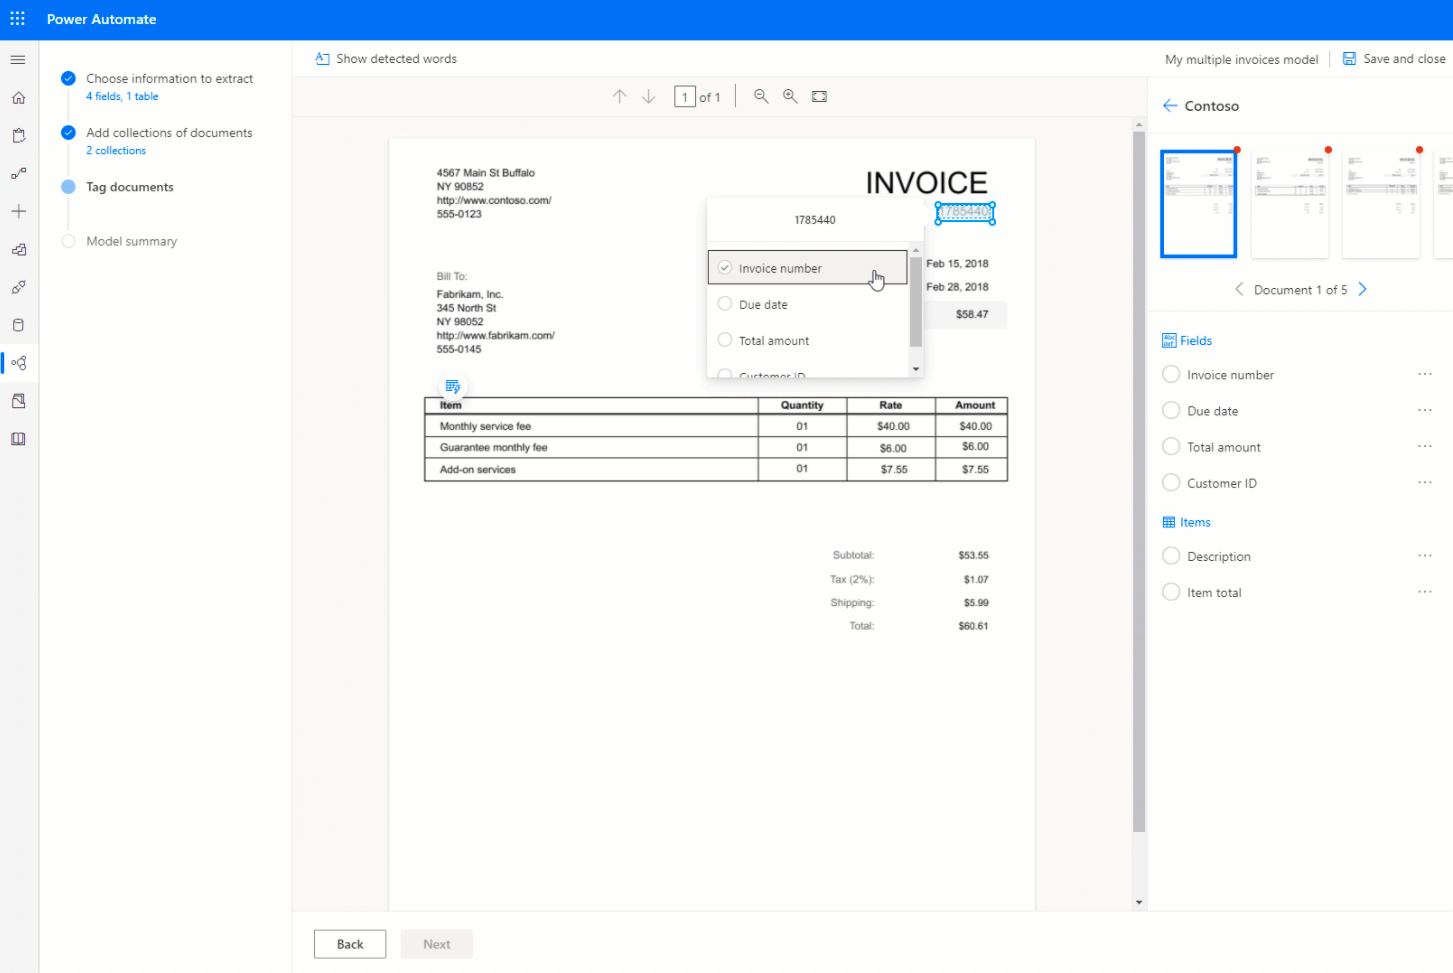 Power Automate
Choose information to extract
4 fields, 1 table
Add collections of documents
2 collections
Tag documents
Model summary
Show detected words
My multiple invoices model
Save and close
1 of 1
4567 Main St Buffalo
NY 90852
http://www.contoso.com/
555-0123
INVOICE
1785440
1785440
Invoice number
Due date
Total amount
Customer ID
Feb 15, 2018
Feb 28, 2018
$58.47
Bill To:
Fabrikam, Inc.
345 North St
NY 98052
http://www.fabrikam.com/
555-0145
Item Quantity Rate Amount
Monthly service fee 01 $40.00 $40.00
Guarantee monthly fee 01 $6.00 $6.00
Add-on services 01 $7.55 $7.55
Subtotal: $53.55
Tax (2%): $1.07
Shipping: $5.99
Total: $60.61
Contoso
Document 1 of 5
Fields
Invoice number
Due date
Total amount
Customer ID
Items
Description
Item total
Back
Next